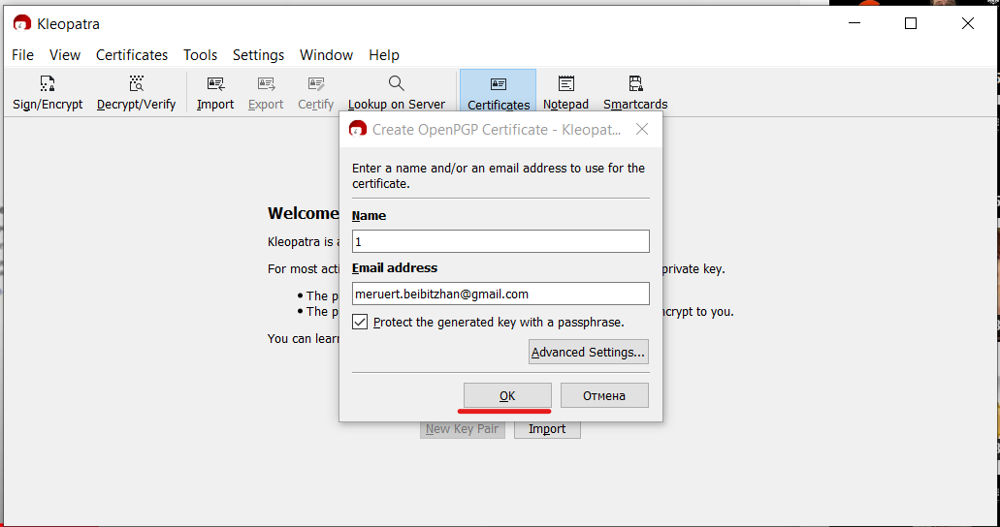 Kleopatra
File View Certificates Tools Settings Window Help
Sign/Encrypt Decrypt/Verify Import Export Certify Lookup on Server Certificates Notepad Smartcards
Create OpenPGP Certificate - Kleopat...
Enter a name and/or an email address to use for the
certificate.
Welcome
Name
Kleopatra is
1
For most
private key.
Email address
• The
meruert.beibitzhan@gmail.com
• The
to you.
Protect the generated key with a passphrase.
You can
Advanced Settings...
OK Отмена
New Key Pair Import